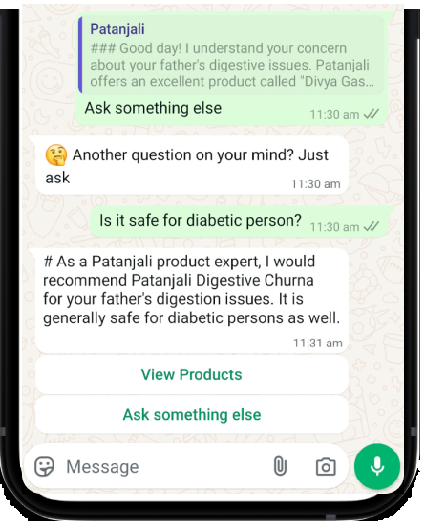 Patanjali
### Good day! I understand your concern
about your father's digestive issues. Patanjali
offers an excellent product called "Divya Gas...
Ask something else
11:30 am
🤔 Another question on your mind? Just
ask
11:30 am
Is it safe for diabetic person?
11:30 am
# As a Patanjali product expert, I would
recommend Patanjali Digestive Churna
for your father's digestion issues. It is
generally safe for diabetic persons as well.
11:31 am
View Products
Ask something else
Message